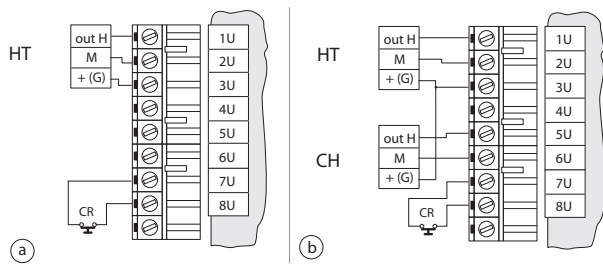 HT
out H
M
+ (G)
1U
2U
3U
4U
5U
6U
7U
8U
CR
a
HT
out H
M
+ (G)
CH
out H
M
+ (G)
1U
2U
3U
4U
5U
6U
7U
8U
CR
b